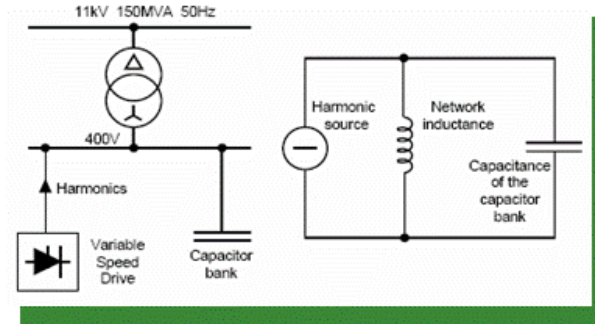 11kV 150MVA 50Hz
400V
Harmonics
Variable
Speed
Drive
Capacitor
bank
Harmonic
source
Network
inductance
Capacitance
of the
capacitor
bank